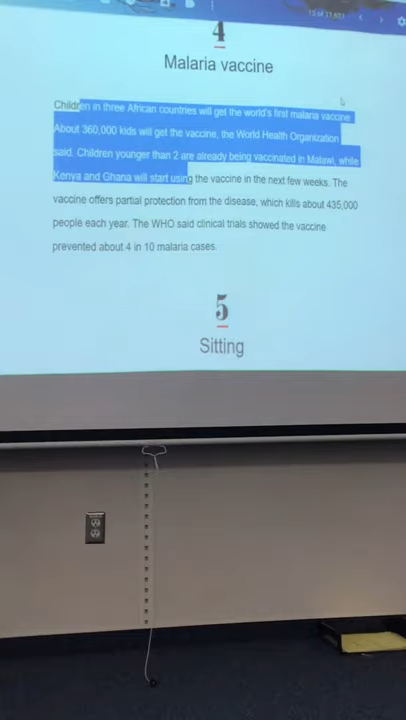 15 of 11,631
4
Malaria vaccine
Children in three African countries will get the world's first malaria vaccine
About 360,000 kids will get the vaccine, the World Health Organization
said. Children younger than 2 are already being vaccinated in Malawi, while
Kenya and Ghana will start using the vaccine in the next few weeks. The
vaccine offers partial protection from the disease, which kills about 435,000
people each year. The WHO said clinical trials showed the vaccine
prevented about 4 in 10 malaria cases.
5
Sitting